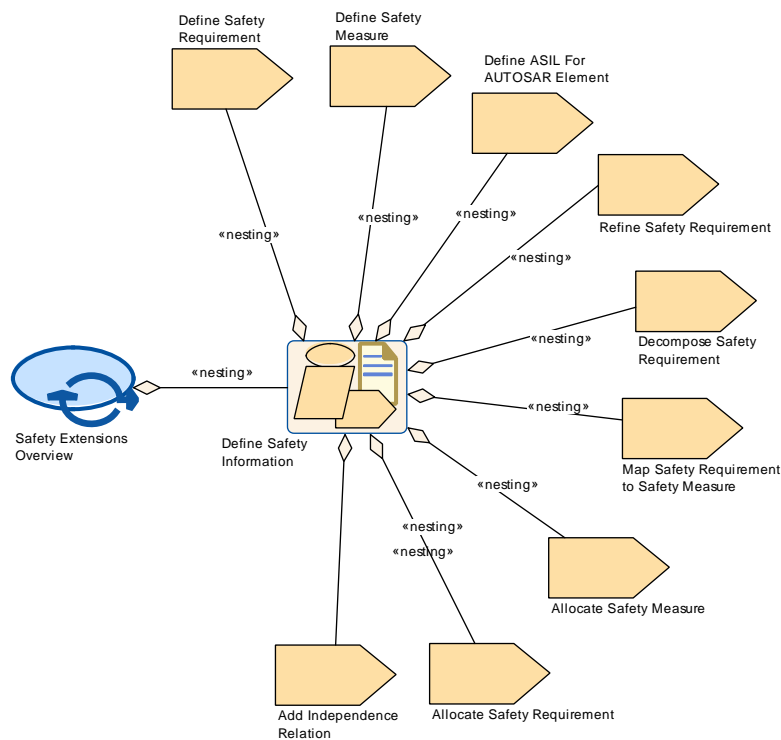 Define Safety
Requirement
Define Safety
Measure
Define ASIL For
AUTOSAR Element
«nesting»
«nesting»
«nesting»
Refine Safety Requirement
«nesting»
«nesting»
Decompose Safety
Requirement
«nesting»
Safety Extensions
Overview
Define Safety
Information
«nesting»
Map Safety Requirement
to Safety Measure
«nesting»
«nesting»
«nesting»
Allocate Safety Measure
Add Independence
Relation
Allocate Safety Requirement